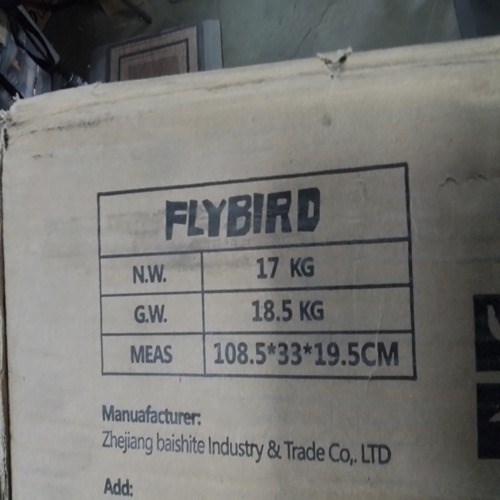 FLYBIRD
N.W. 17 KG
G.W. 18.5 KG
MEAS 108.5*33*19.5CM
Manuafacturer:
Zhejiang baishite Industry & Trade Co,. LTD
Add: